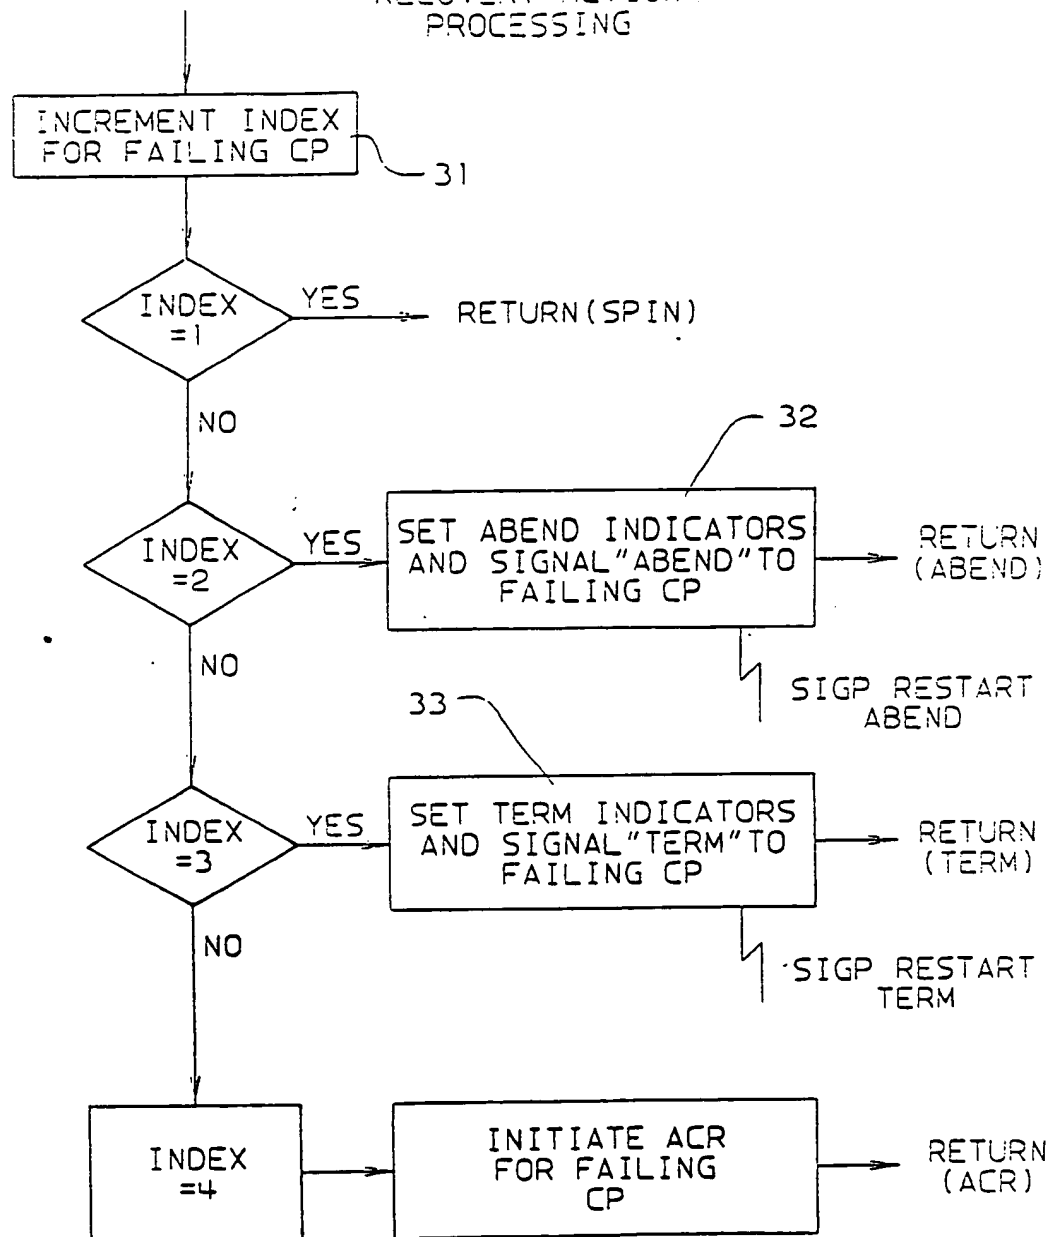 RECOVERY ACTION
PROCESSING
INCREMENT INDEX
FOR FAILING CP
31
INDEX
=1
YES
RETURN(SPIN)
NO
32
INDEX
=2
YES
SET ABEND INDICATORS
AND SIGNAL"ABEND"TO
FAILING CP
RETURN
(ABEND)
NO
SIGP RESTART
ABEND
33
INDEX
=3
YES
SET TERM INDICATORS
AND SIGNAL"TERM"TO
FAILING CP
RETURN
(TERM)
NO
SIGP RESTART
TERM
INDEX
=4
INITIATE ACR
FOR FAILING
CP
RETURN
(ACR)